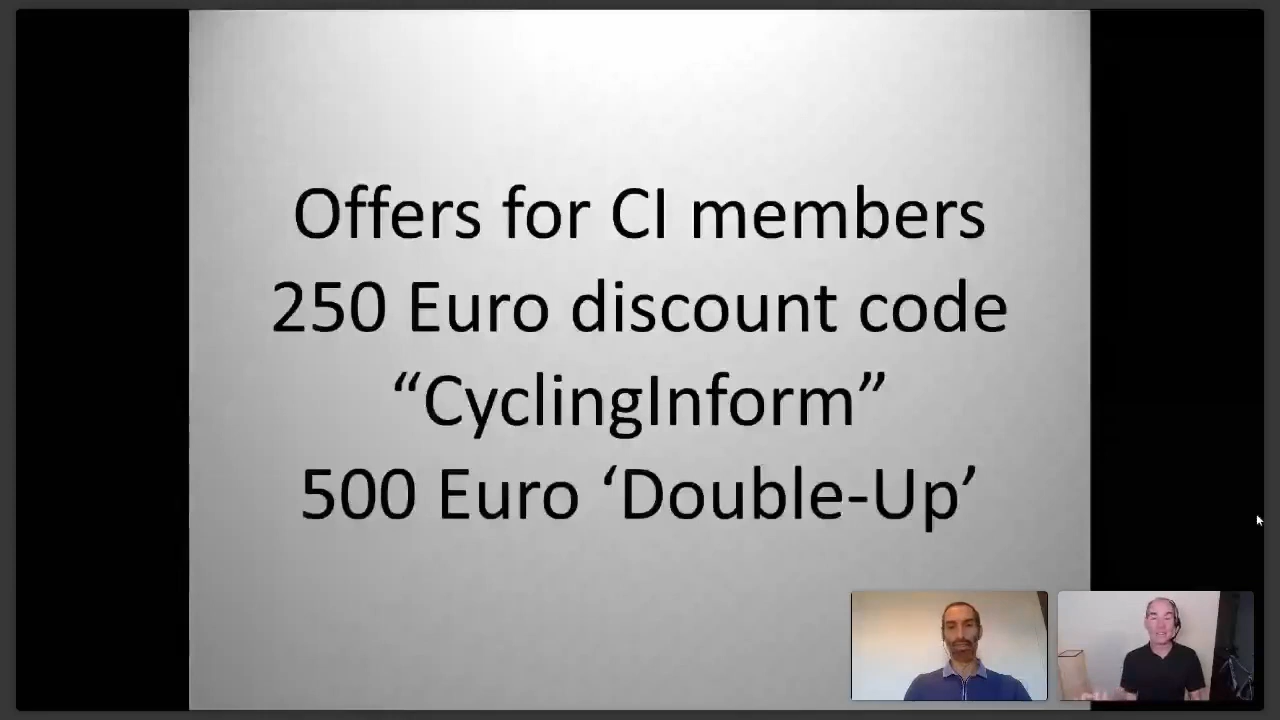 Offers for CI members
250 Euro discount code
“CyclingInform”
500 Euro ‘Double-Up’